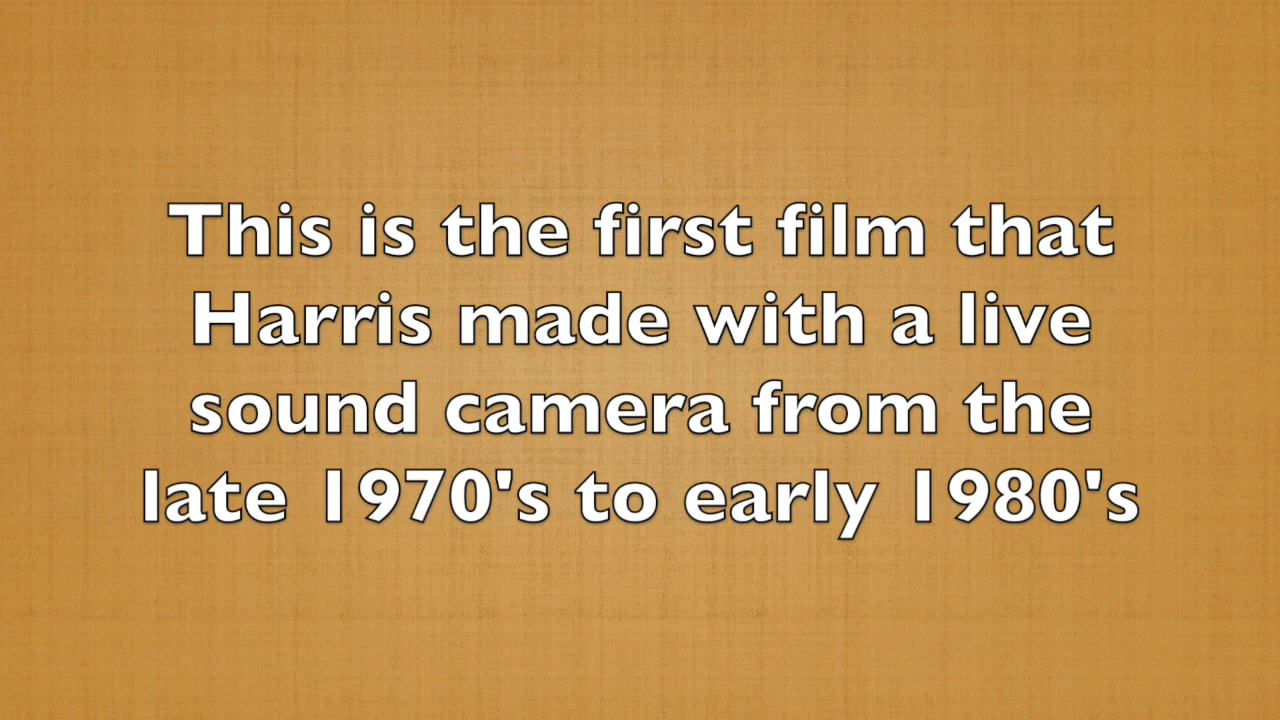 This is the first film that
Harris made with a live
sound camera from the
late 1970's to early 1980's